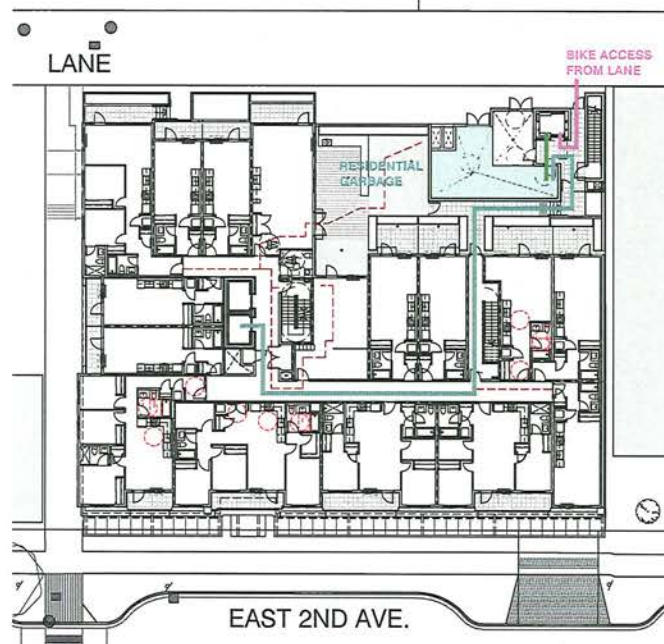 LANE
BIKE ACCESS
FROM LANE
RESIDENTIAL
GARBAGE
EAST 2ND AVE.